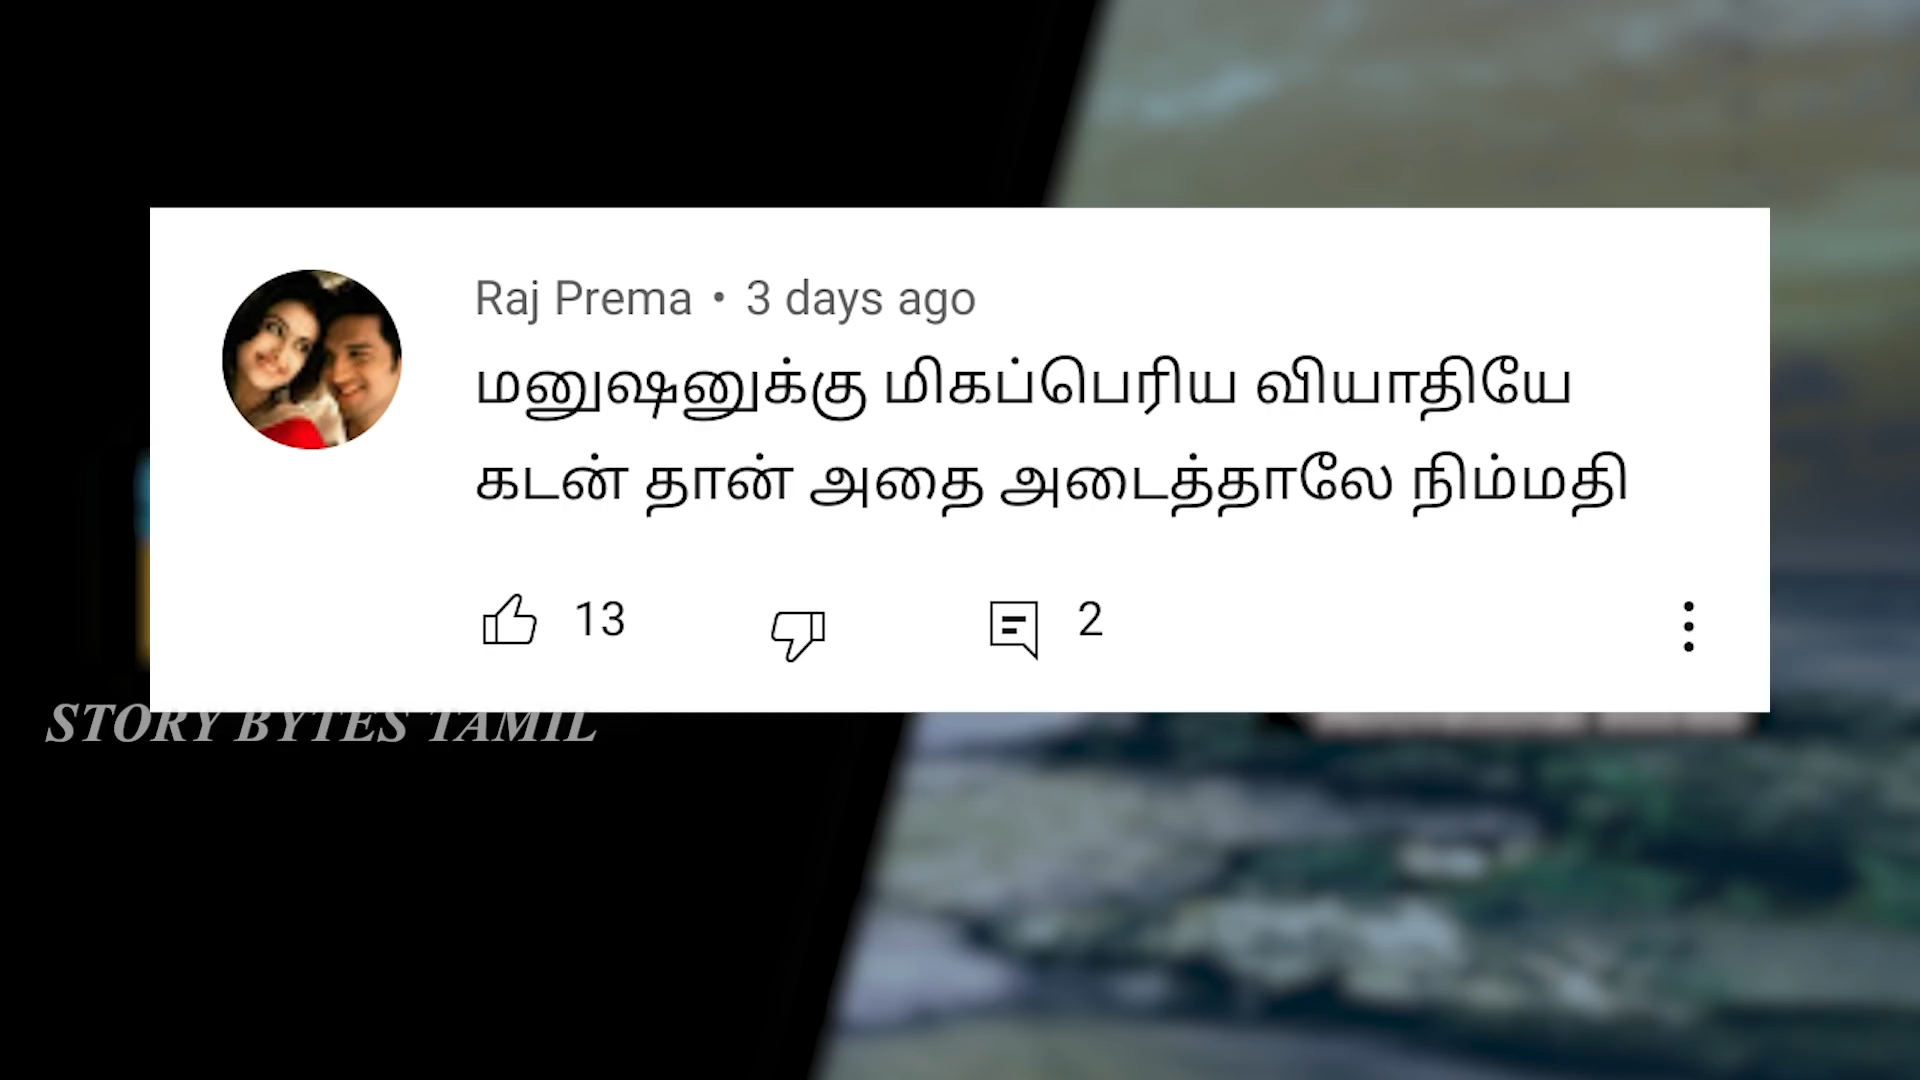 Raj Prema • 3 days ago
மனுஷனுக்கு மிகப்பெரிய வியாதியே
கடன் தான் அதை அடைத்தாலே நிம்மதி
13 2
STORY BYTES TAMIL